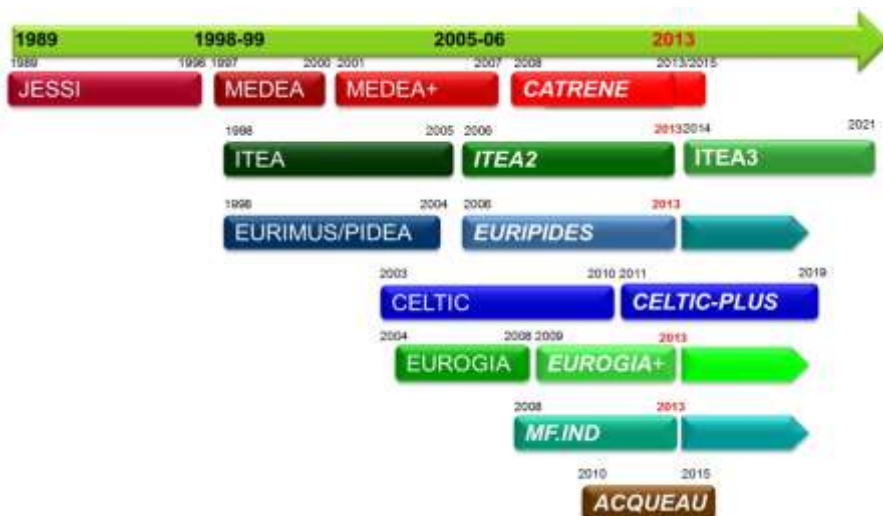 1989 1998-99 2005-06 2013
1989 1996 1997 2000 2001 2007 2008 2013/2015
JESSI MEDEA MEDEA+ CATRENE
1998 2005 2006 2013 2014 2021
ITEA ITEA2 ITEA3
1998 2004 2006 2013
EURIMUS/PIDEA EURIPIDES
2003 2010 2011 2019
CELTIC CELTIC-PLUS
2004 2008 2009 2013
EUROGIA EUROGIA+
2008 2013
MF.IND
2010 2015
ACQUEAU